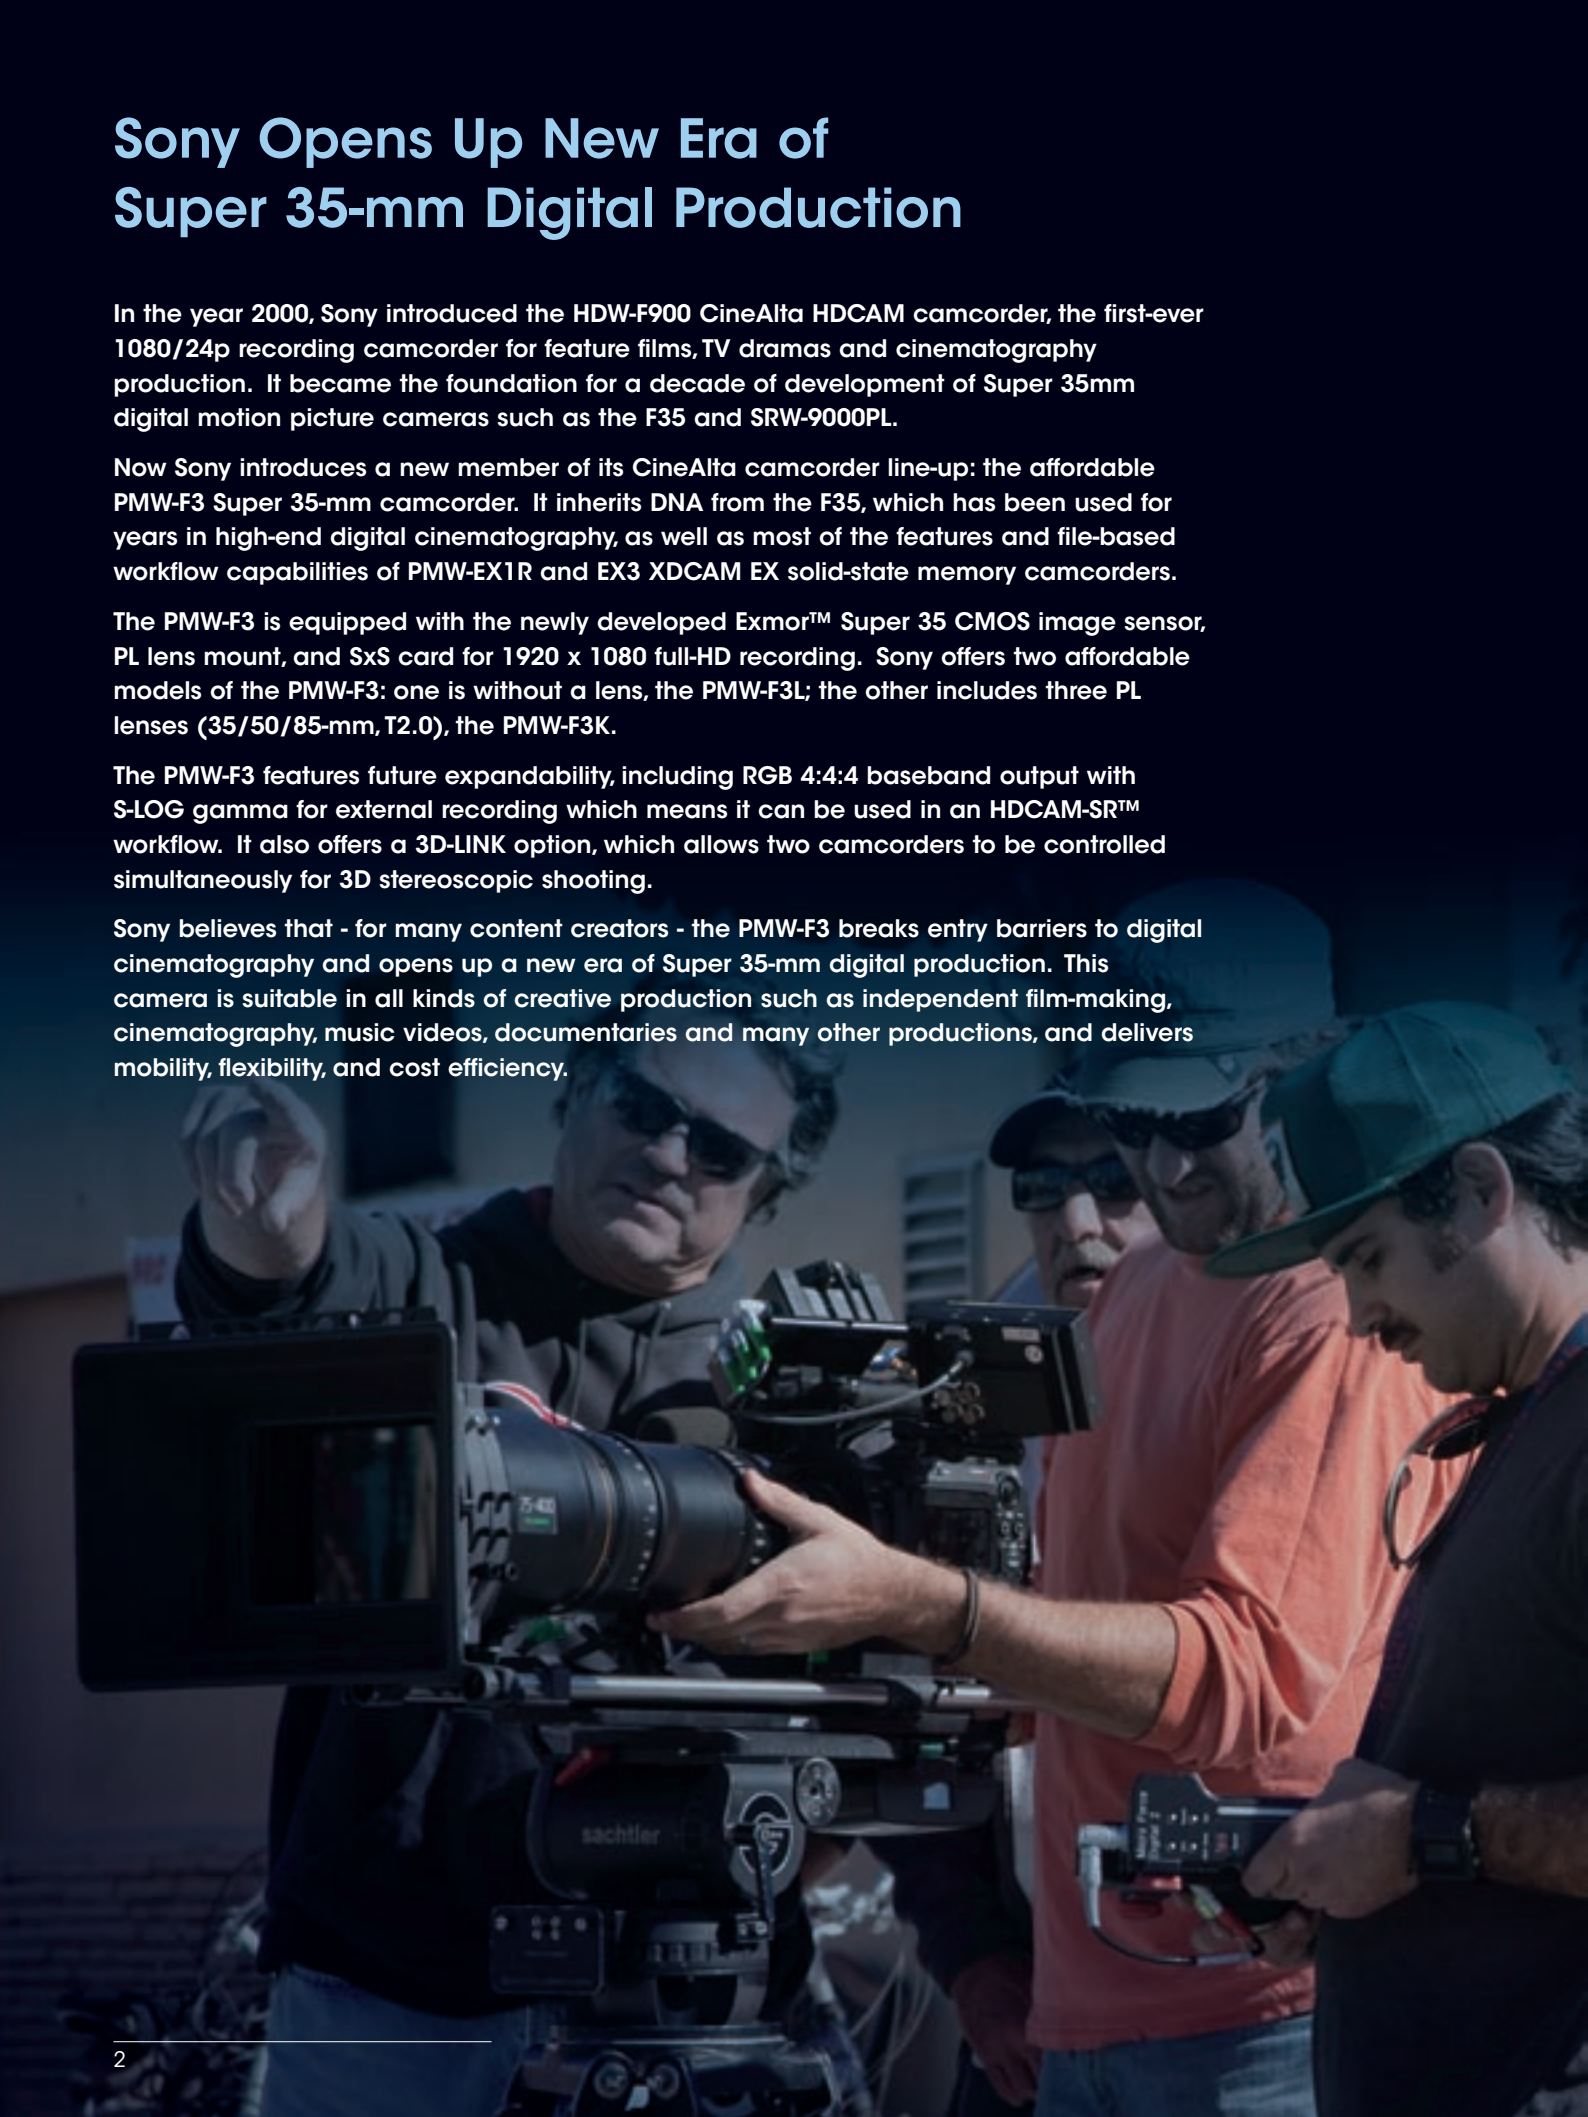 Sony Opens Up New Era of
Super 35-mm Digital Production
In the year 2000, Sony introduced the HDW-F900 CineAlta HDCAM camcorder, the first-ever
1080/24p recording camcorder for feature films, TV dramas and cinematography
production.  It became the foundation for a decade of development of Super 35mm
digital motion picture cameras such as the F35 and SRW-9000PL.
Now Sony introduces a new member of its CineAlta camcorder line-up: the affordable
PMW-F3 Super 35-mm camcorder.  It inherits DNA from the F35, which has been used for
years in high-end digital cinematography, as well as most of the features and file-based
workflow capabilities of PMW-EX1R and EX3 XDCAM EX solid-state memory camcorders.
The PMW-F3 is equipped with the newly developed Exmor™ Super 35 CMOS image sensor,
PL lens mount, and SxS card for 1920 x 1080 full-HD recording.  Sony offers two affordable
models of the PMW-F3: one is without a lens, the PMW-F3L; the other includes three PL
lenses (35/50/85-mm, T2.0), the PMW-F3K.
The PMW-F3 features future expandability, including RGB 4:4:4 baseband output with
S-LOG gamma for external recording which means it can be used in an HDCAM-SR™
workflow.  It also offers a 3D-LINK option, which allows two camcorders to be controlled
simultaneously for 3D stereoscopic shooting.
Sony believes that - for many content creators - the PMW-F3 breaks entry barriers to digital
cinematography and opens up a new era of Super 35-mm digital production.  This
camera is suitable in all kinds of creative production such as independent film-making,
cinematography, music videos, documentaries and many other productions, and delivers
mobility, flexibility, and cost efficiency.
75-400
sachtler
Micro Force
Digital 2
2